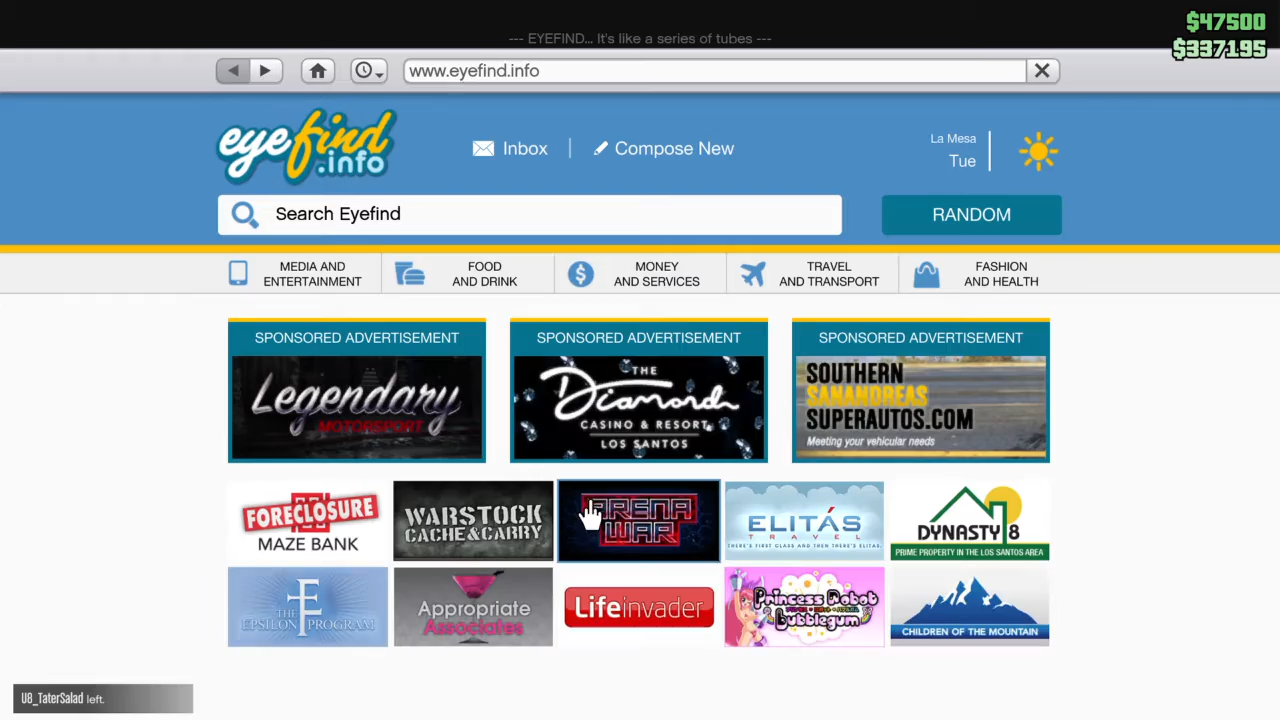 $47500
--- EYEFIND... It's like a series of tubes ---
$337195
www.eyefind.info
eyefind
.info
Inbox
Compose New
La Mesa
Tue
Search Eyefind
RANDOM
MEDIA AND
ENTERTAINMENT
FOOD
AND DRINK
MONEY
AND SERVICES
TRAVEL
AND TRANSPORT
FASHION
AND HEALTH
SPONSORED ADVERTISEMENT
Legendary
MOTORSPORT
SPONSORED ADVERTISEMENT
THE
Diamond
CASINO & RESORT
LOS SANTOS
SPONSORED ADVERTISEMENT
SOUTHERN
SANANDREAS
SUPERAUTOS.COM
Meeting your vehicular needs
FORECLOSURE
MAZE BANK
WARSTOCK
CACHE&CARRY
ARENA
WAR
ELITÁS
TRAVEL
THERE'S FIRST CLASS AND THEN THERE'S ELITAS.
DYNASTY 8
PRIME PROPERTY IN THE LOS SANTOS AREA
THE
EPSILON PROGRAM
Appropriate
Associates
Lifeinvader
Princess Robot
Bubblegum
CHILDREN OF THE MOUNTAIN
U8_TaterSalad left.